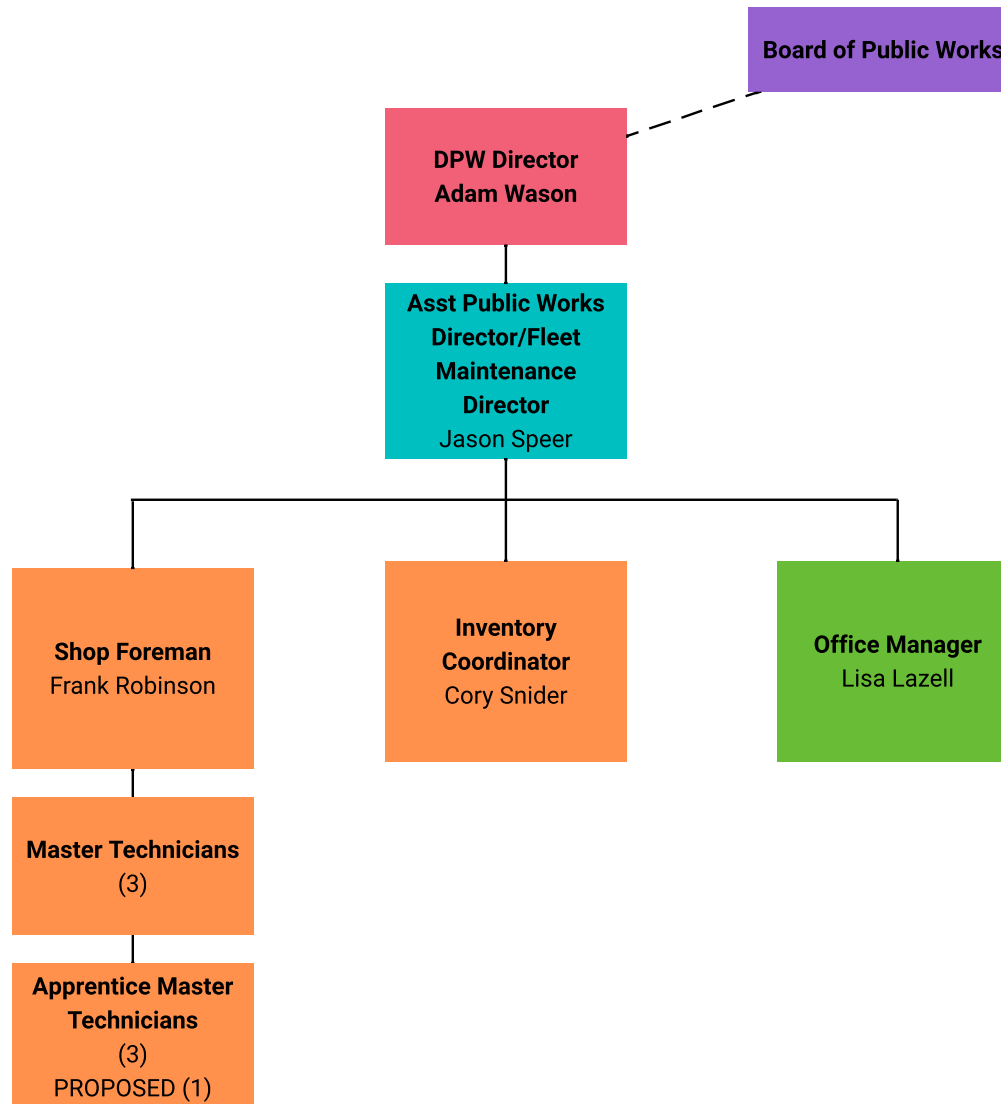 Board of Public Works
DPW Director
Adam Wason
Asst Public Works
Director/Fleet
Maintenance
Director
Jason Speer
Shop Foreman
Frank Robinson
Inventory
Coordinator
Cory Snider
Office Manager
Lisa Lazell
Master Technicians
(3)
Apprentice Master
Technicians
(3)
PROPOSED (1)